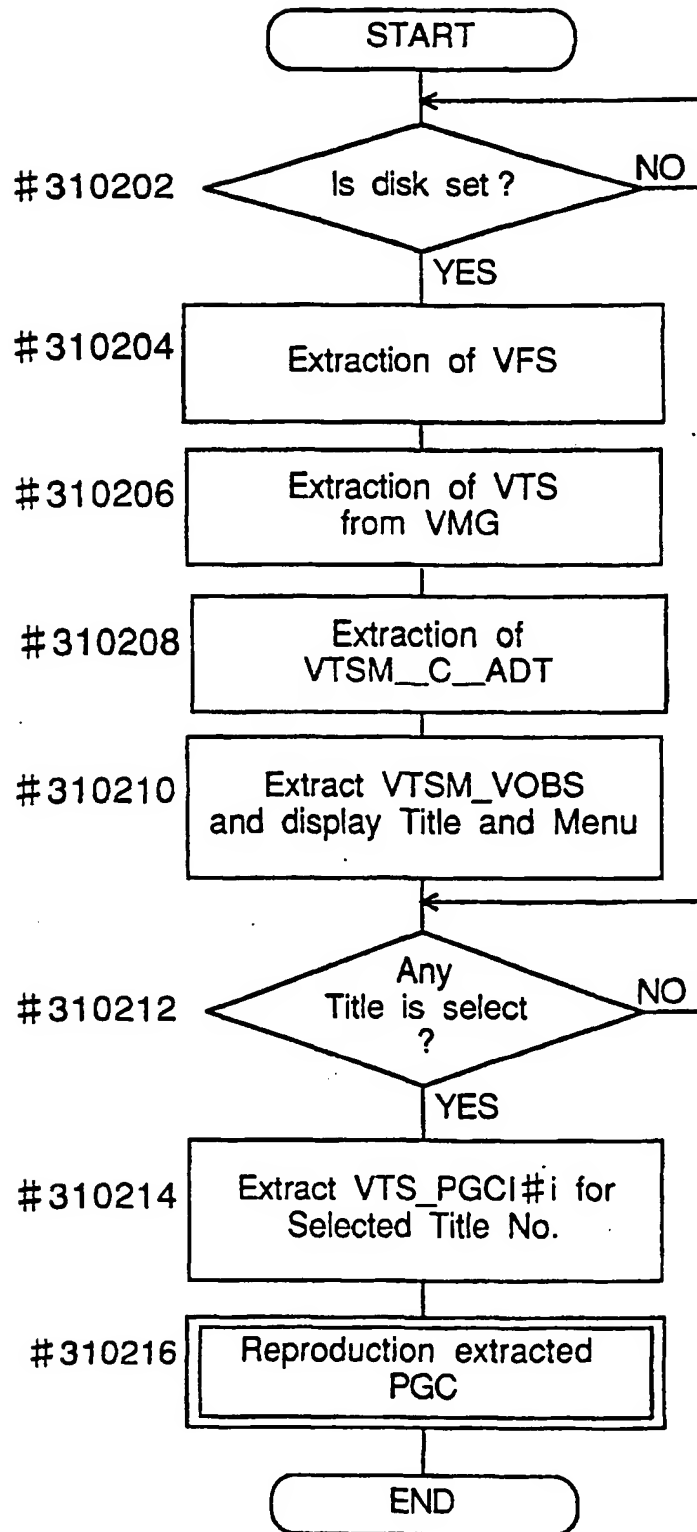 START
#310202
Is disk set ?
NO
YES
#310204
Extraction of VFS
#310206
Extraction of VTS
from VMG
#310208
Extraction of
VTSM__C__ADT
#310210
Extract VTSM_VOBS
and display Title and Menu
#310212
Any
Title is select
?
NO
YES
#310214
Extract VTS_PGCI#i for
Selected Title No.
#310216
Reproduction extracted
PGC
END